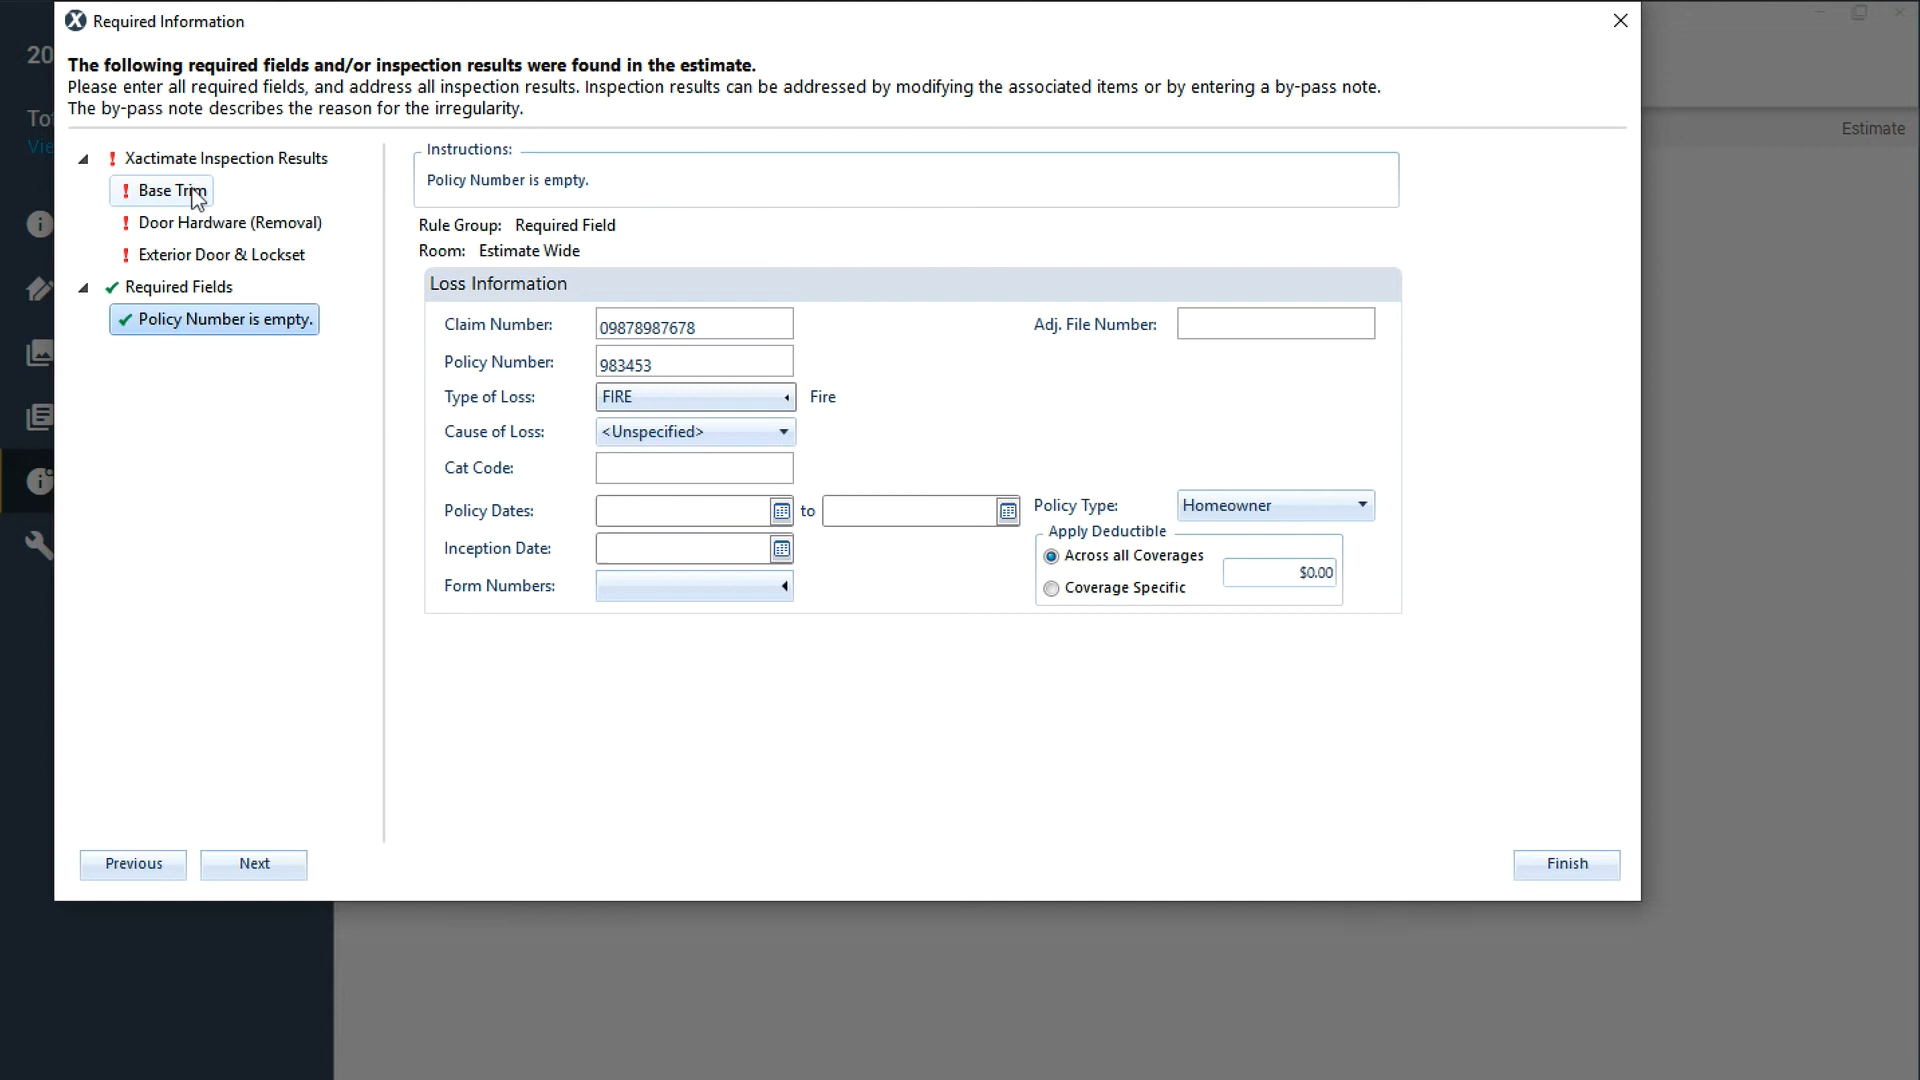 Required Information
The following required fields and/or inspection results were found in the estimate.
Please enter all required fields, and address all inspection results. Inspection results can be addressed by modifying the associated items or by entering a by-pass note.
The by-pass note describes the reason for the irregularity.
20
To
Vie
Estimate
Xactimate Inspection Results
Base Trim
Door Hardware (Removal)
Exterior Door & Lockset
Required Fields
Policy Number is empty.
Instructions:
Policy Number is empty.
Rule Group: Required Field
Room: Estimate Wide
Loss Information
Claim Number: 09878987678 Adj. File Number:
Policy Number: 983453
Type of Loss: FIRE Fire
Cause of Loss: <Unspecified>
Cat Code:
Policy Dates: to Policy Type: Homeowner
Apply Deductible
Inception Date: Across all Coverages $0.00
Form Numbers: Coverage Specific
Previous Next Finish